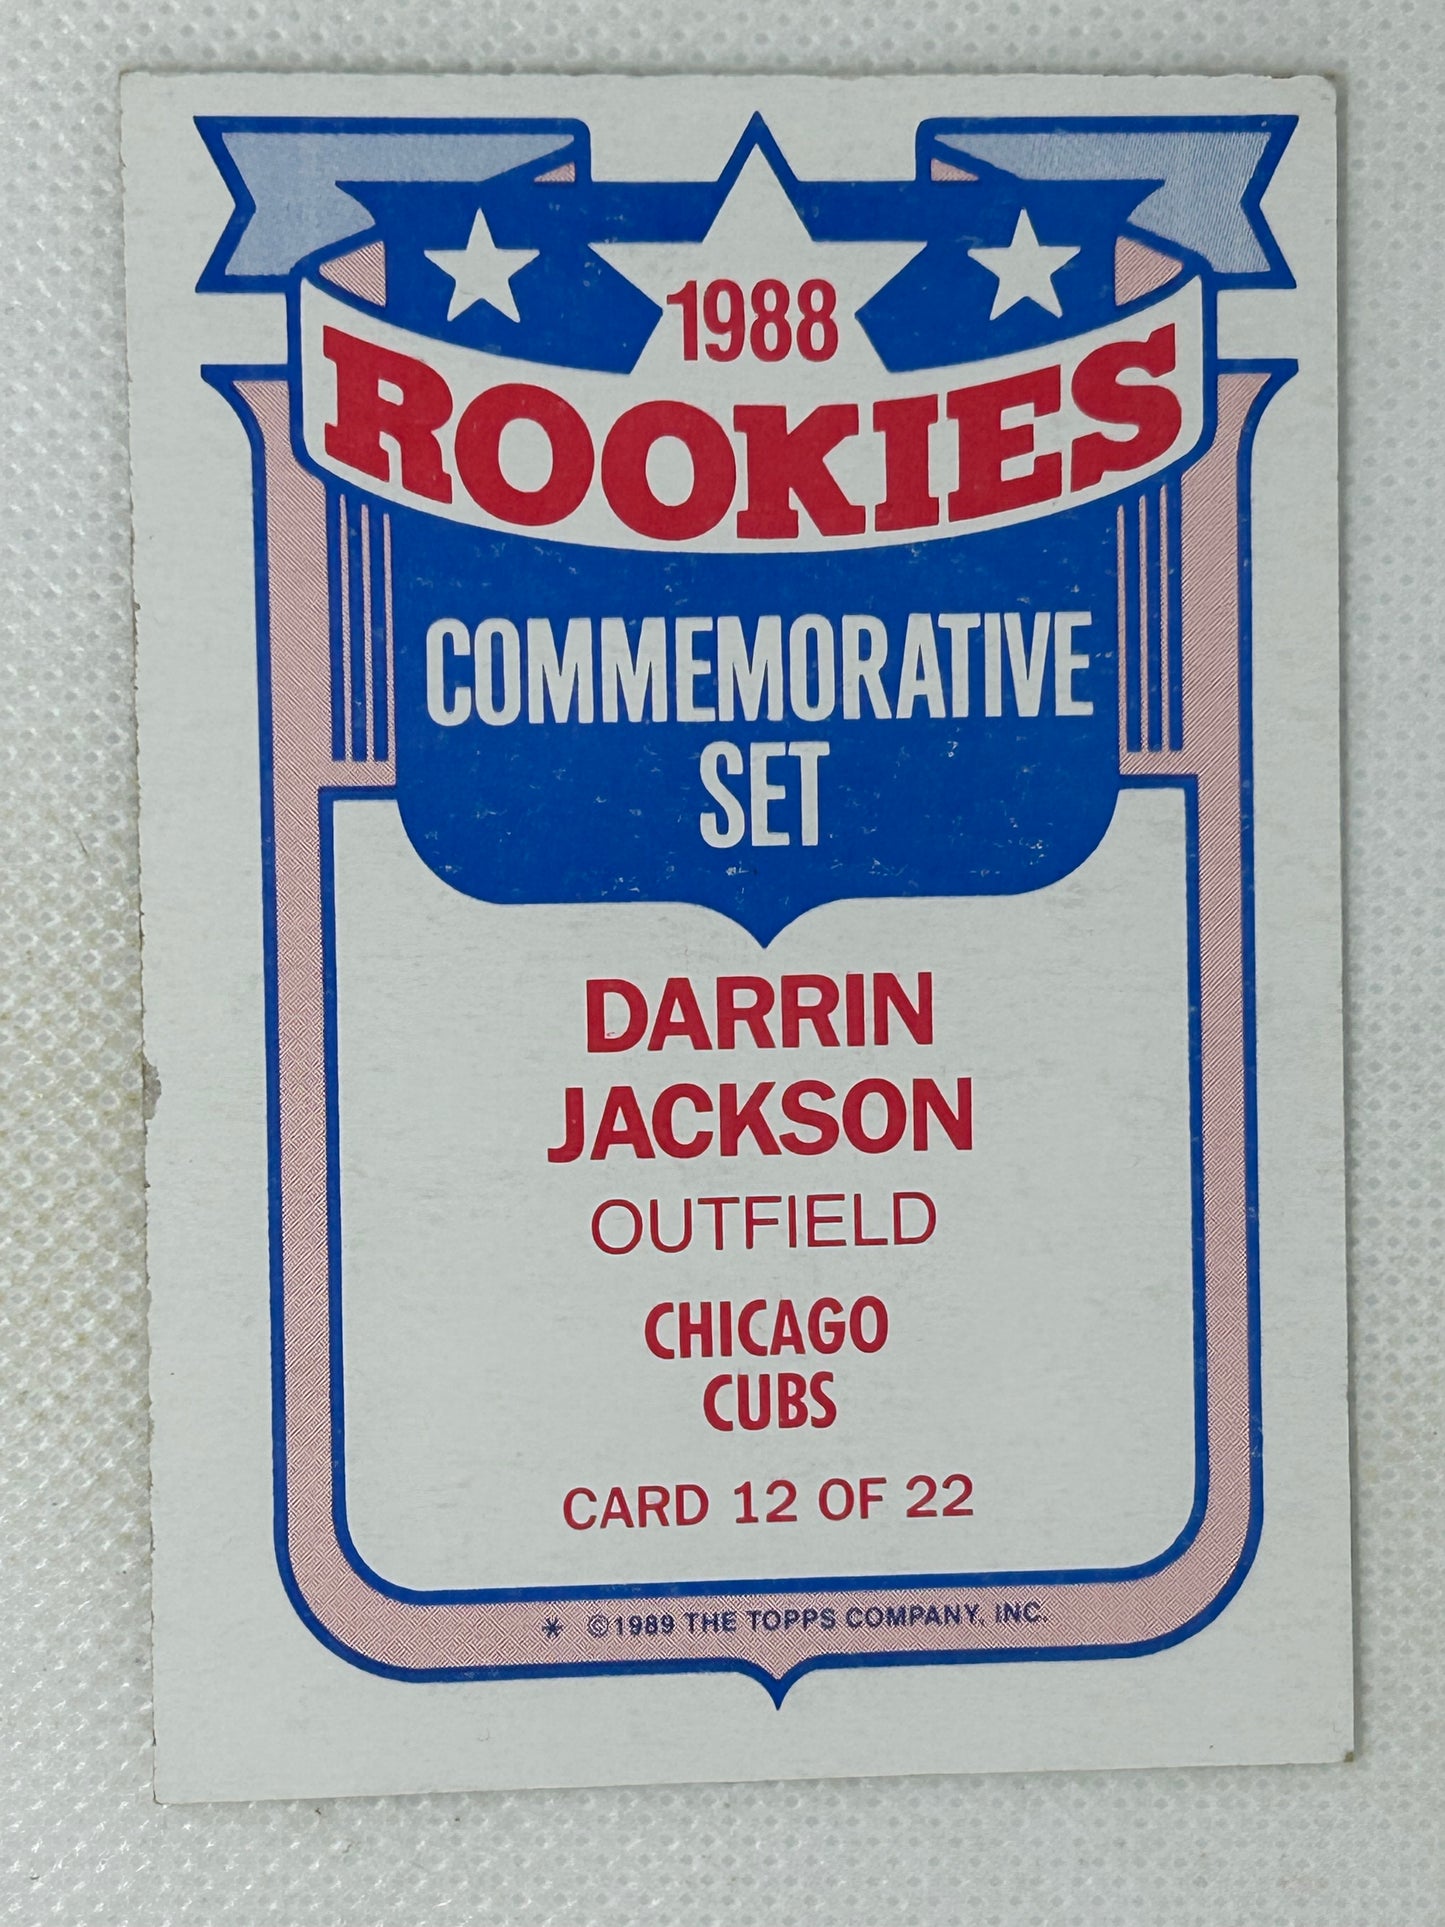 1988
ROOKIES
COMMEMORATIVE
SET
DARRIN
JACKSON
OUTFIELD
CHICAGO
CUBS
CARD 12 OF 22
* ©1989 THE TOPPS COMPANY, INC.